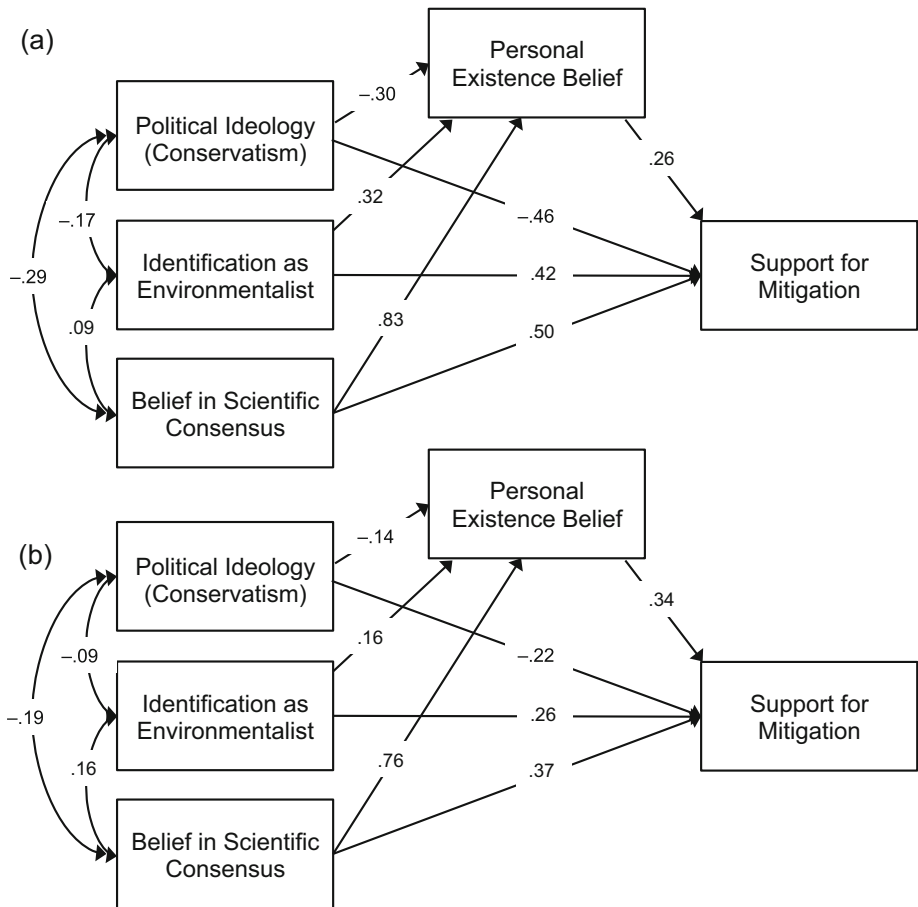 (a)
Personal
Existence Belief
–.30
Political Ideology
(Conservatism)
.26
–.17
.32
–.46
Identification as
Environmentalist
Support for
Mitigation
–.29
.42
.09
.83
.50
Belief in Scientific
Consensus
Personal
Existence Belief
(b)
–.14
Political Ideology
(Conservatism)
.34
.16
–.09
–.22
Identification as
Environmentalist
Support for
Mitigation
–.19
.26
.16
.76
.37
Belief in Scientific
Consensus